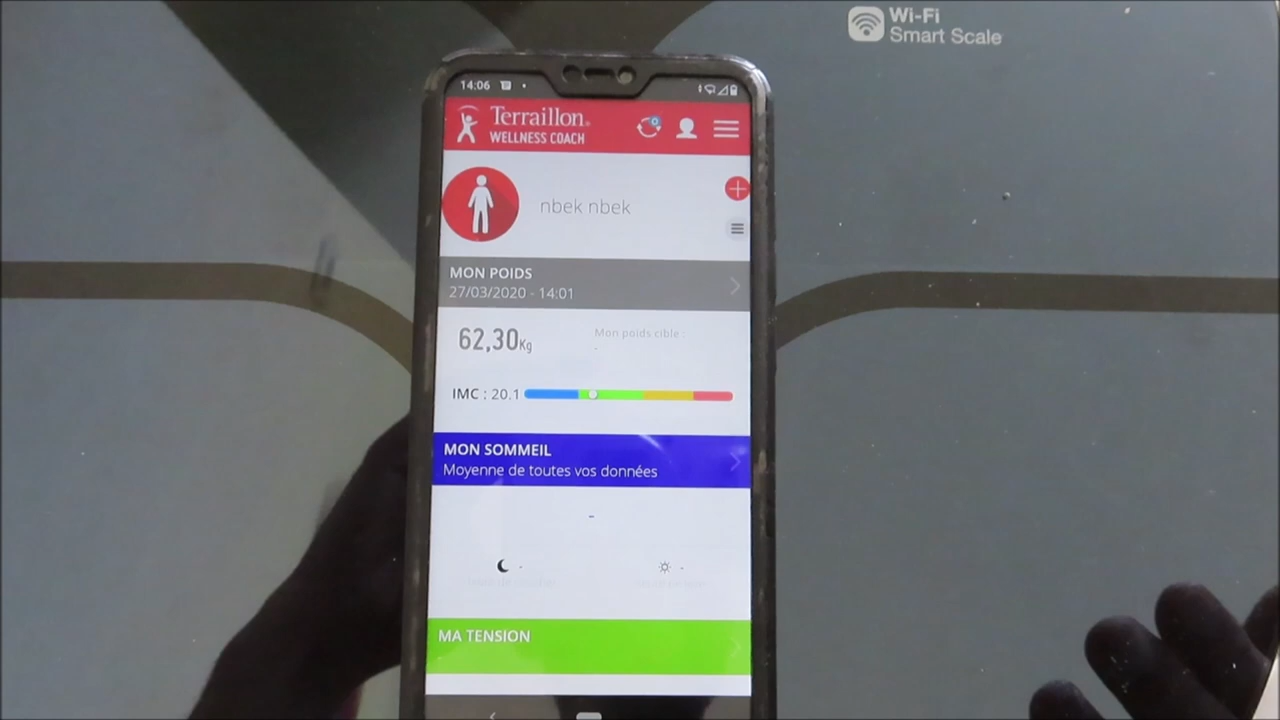 Wi-Fi
Smart Scale
14:06
Terraillon
WELLNESS COACH
nbek nbek
MON POIDS
27/03/2020 - 14:01
62,30Kg
Mon poids cible :
-
IMC : 20.1
MON SOMMEIL
Moyenne de toutes vos données
-
-
-
MA TENSION